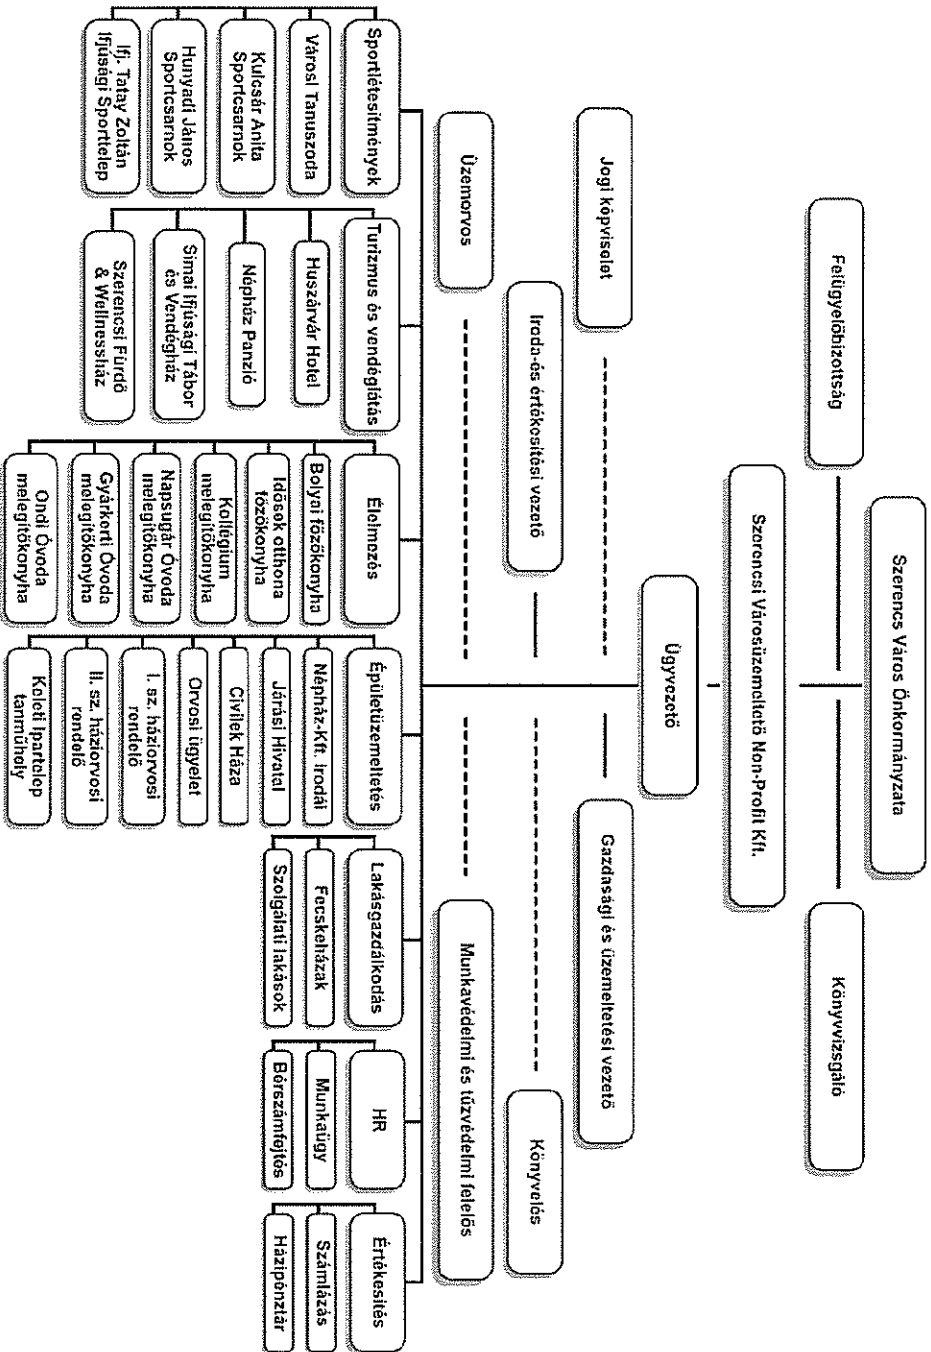 Szerencs Város Önkormányzata
Felügyelőbizottság
Könyvvizsgáló
Szerencsi Városüzemeltető Non-Profit Kft.
Ügyvezető
Jogi képviselet
Gazdasági és üzemeltetési vezető
Iroda-és értékesítési vezető
Könyvelés
Üzemorvos
Munkavédelmi és tűzvédelmi felelős
Sportlétesítmények
Városi Tanuszoda
Kulcsár Anita
Sportcsarnok
Hunyadi János
Sportcsarnok
Ifj. Tatay Zoltán
Ifjúsági Sporttelep
Turizmus és vendéglátás
Huszárvár Hotel
Népház Panzió
Simai Ifjúsági Tábor
és Vendégház
Szerencsi Fürdő
& Wellnessház
Élelmezés
Bolyai főzőkonyha
Idősek otthona
főzőkonyha
Kollégium
melegítőkonyha
Napsugár Óvoda
melegítőkonyha
Gyárkerti Óvoda
melegítőkonyha
Ondi Óvoda
melegítőkonyha
Épületüzemeltetés
Népház-Kft. irodái
Járási Hivatal
Civilek Háza
Orvosi ügyelet
I. sz. háziorvosi
rendelő
II. sz. háziorvosi
rendelő
Keleti Ipartelep
tanműhely
Lakásgazdálkodás
Fecskeházak
Szolgálati lakások
HR
Munkaügy
Bérszámfejtés
Értékesítés
Számlázás
Házipénztár